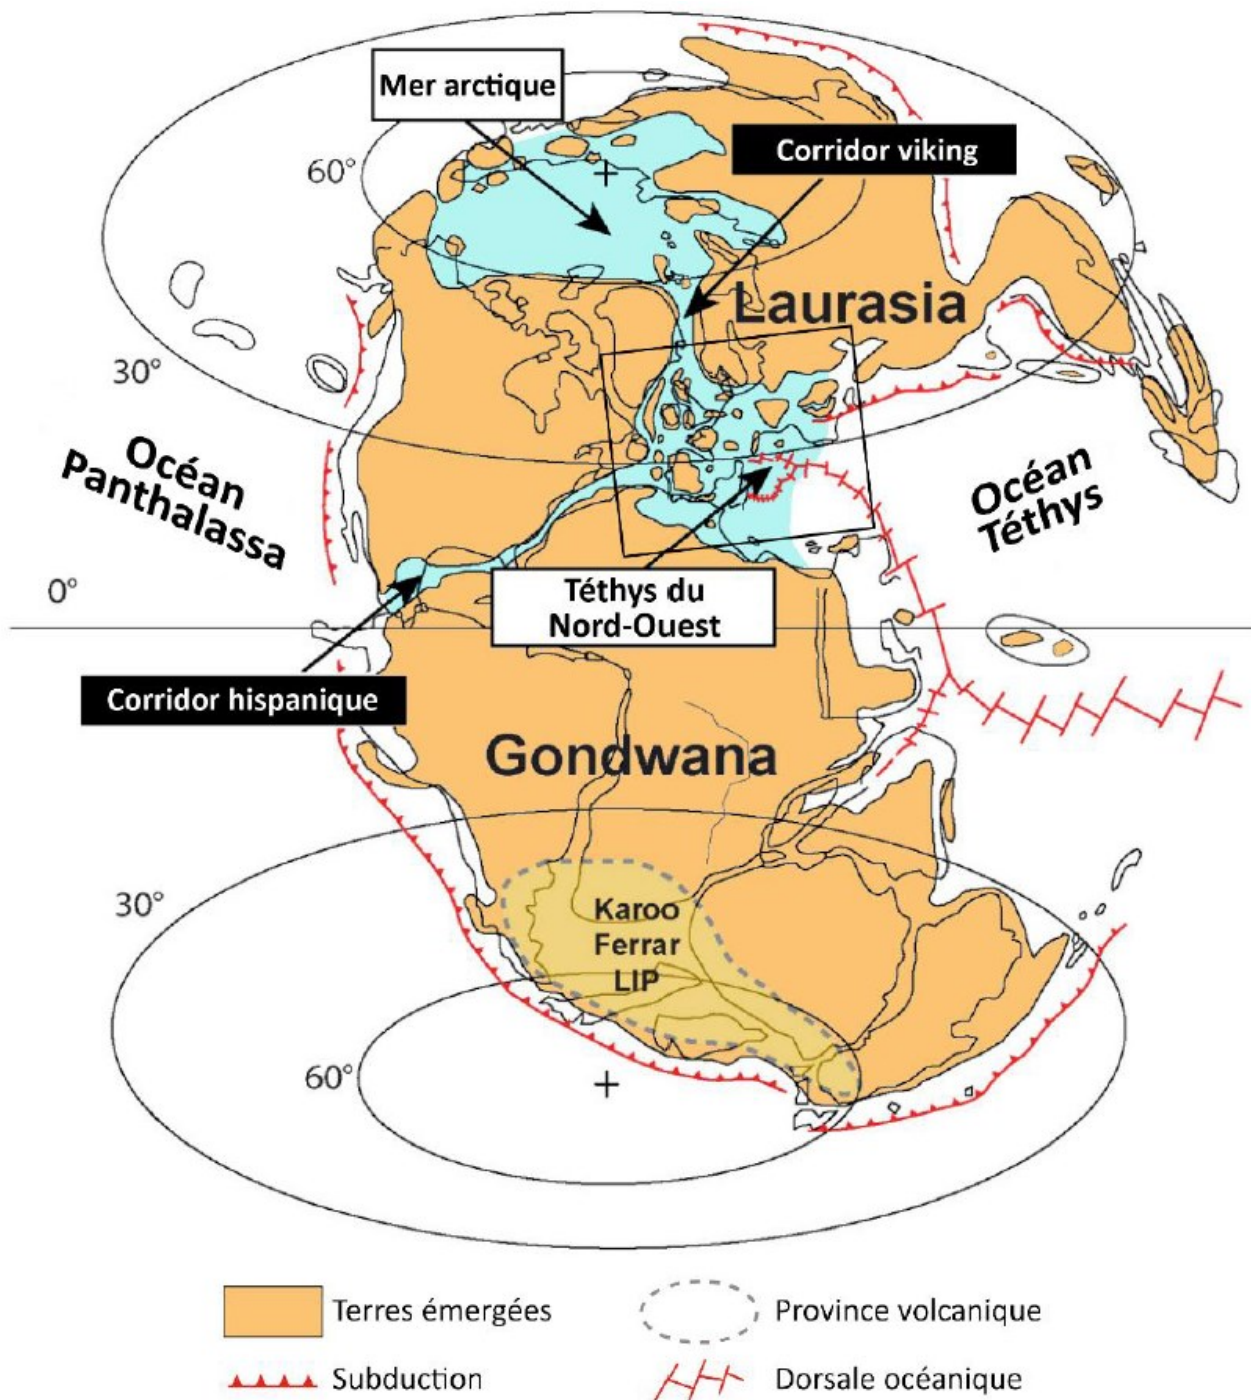 Mer arctique
Corridor viking
60°
Laurasia
30°
Océan
Panthalassa
Océan
Téthys
0°
Téthys du
Nord-Ouest
Corridor hispanique
Gondwana
30°
Karoo
Ferrar
LIP
60°
Terres émergées
Province volcanique
Subduction
Dorsale océanique